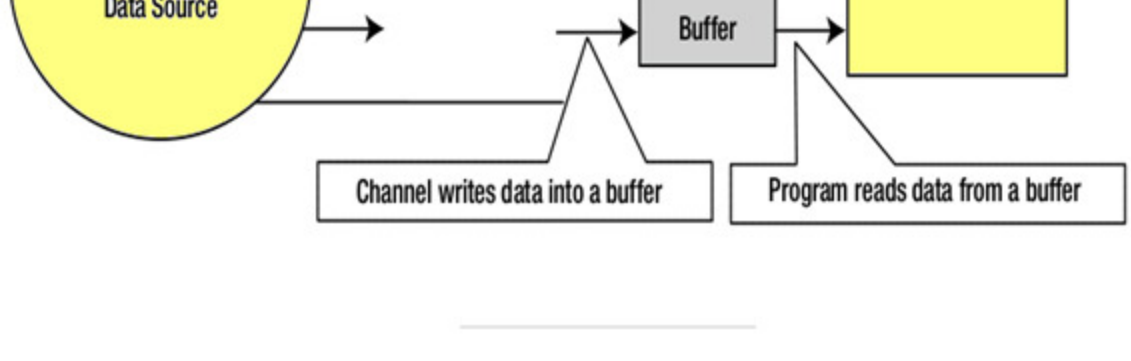 Data Source
Buffer
Channel writes data into a buffer
Program reads data from a buffer